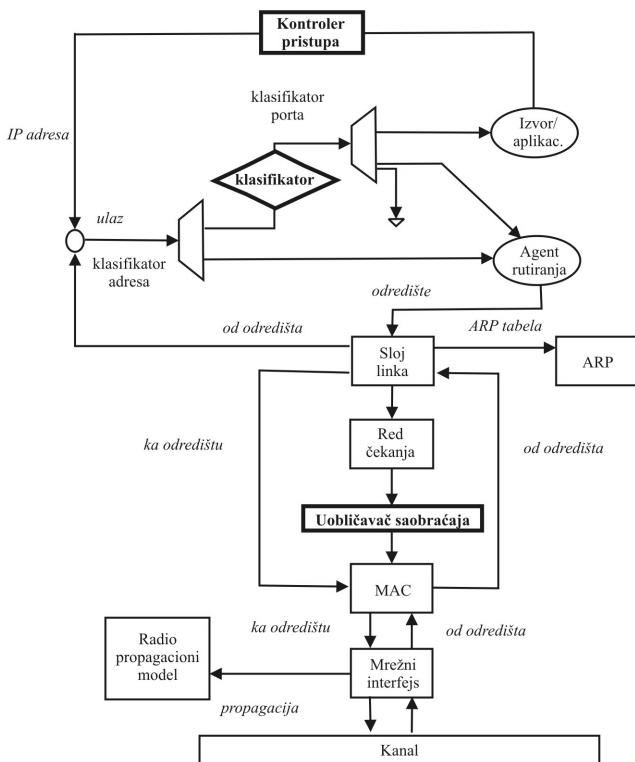 Kontroler
pristupa
klasifikator
porta
Izvor/
aplikac.
IP adresa
klasifikator
ulaz
klasifikator
adresa
Agent
rutiranja
odredište
od odredišta
ARP tabela
Sloj
linka
ARP
ka odredištu
Red
čekanja
od odredišta
Uobličavač saobraćaja
MAC
ka odredištu
od odredišta
Radio
propagacioni
model
Mrežni
interfejs
propagacija
Kanal